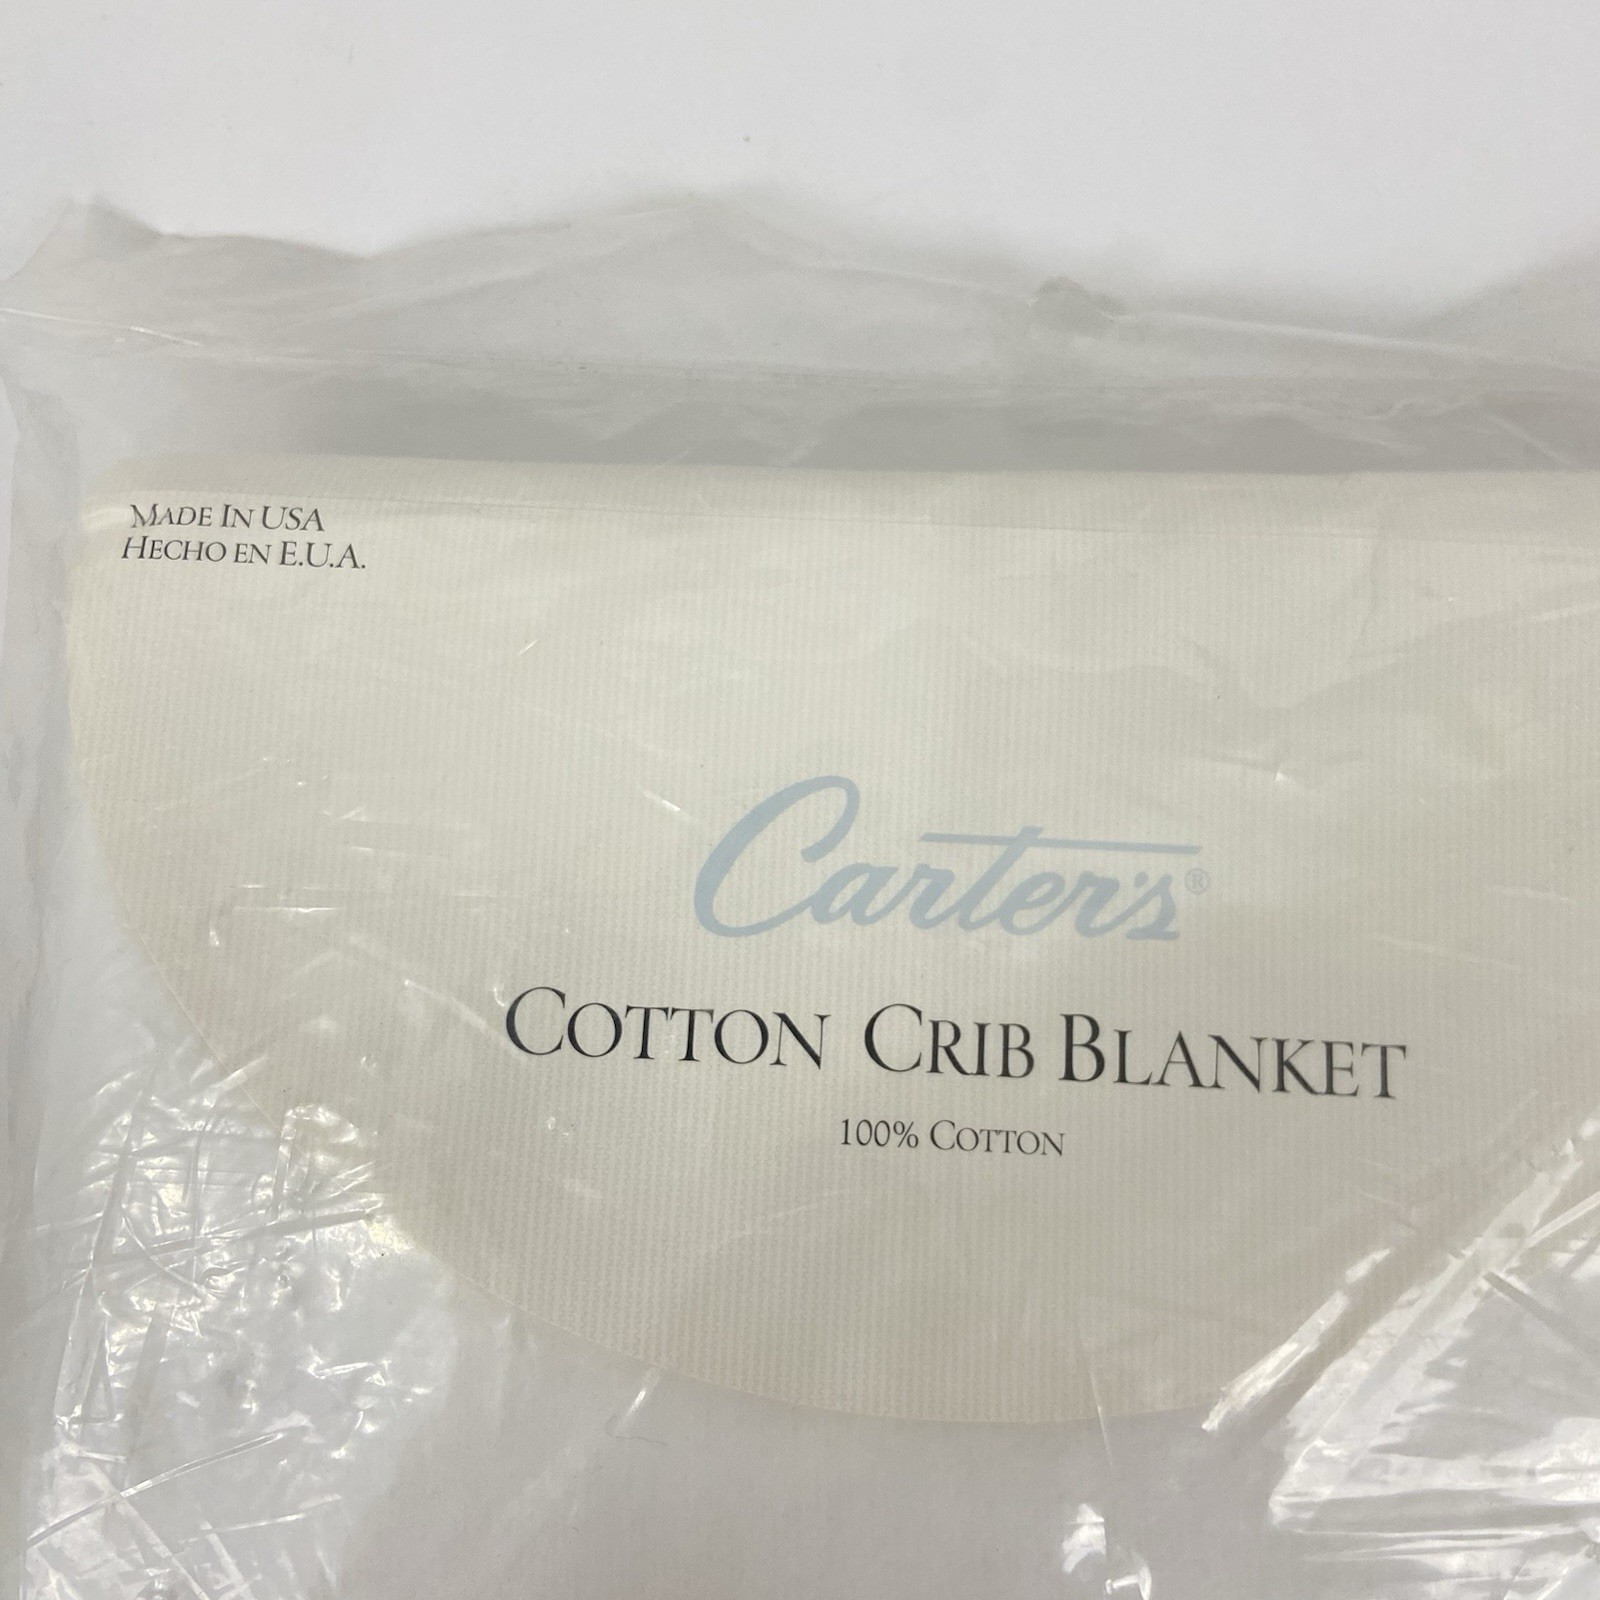 MADE IN USA
HECHO EN E.U.A.
Carter's®
COTTON CRIB BLANKET
100% COTTON